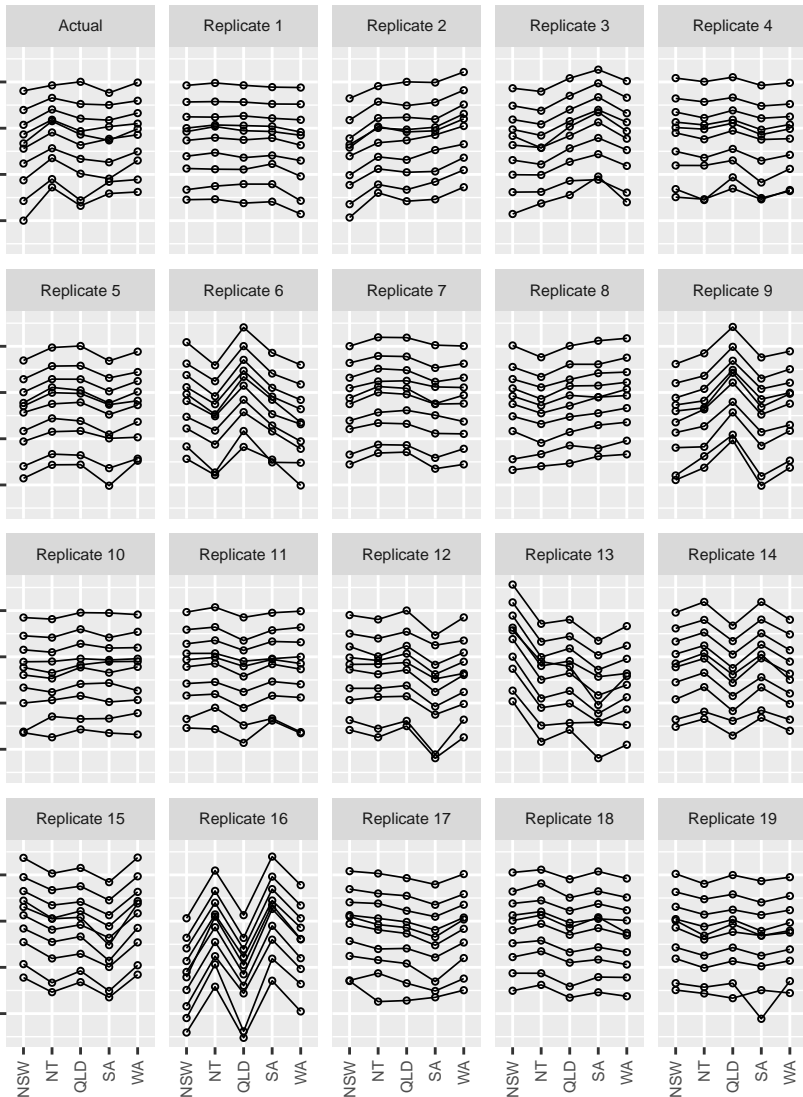 Actual
Replicate 1
Replicate 2
Replicate 3
Replicate 4
Replicate 5
Replicate 6
Replicate 7
Replicate 8
Replicate 9
Replicate 10
Replicate 11
Replicate 12
Replicate 13
Replicate 14
Replicate 15
Replicate 16
Replicate 17
Replicate 18
Replicate 19
NSW
NT
QLD
SA
WA
NSW
NT
QLD
SA
WA
NSW
NT
QLD
SA
WA
NSW
NT
QLD
SA
WA
NSW
NT
QLD
SA
WA